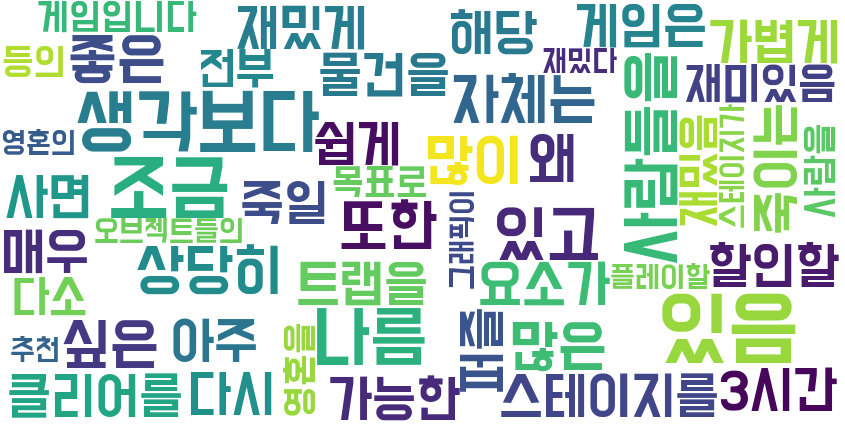 게임입니다
재밌게
해당
게임은
가볍게
등의
좋은
전부
물건을
재밌다
재미있음
생각보다
자체는
사람들을
영혼의
쉽게
많이
왜
재밌음
스테이지가
죽이는
사람을
사면
조금
죽일
목표로
또한
있고
그래픽이
매우
오브젝트들의
상당히
트랩을
요소가
플레이할
할인할
다소
나름
있음
추천
싶은
아주
영혼을
퍼즐
많은
클리어를
다시
가능한
스테이지를
3시간